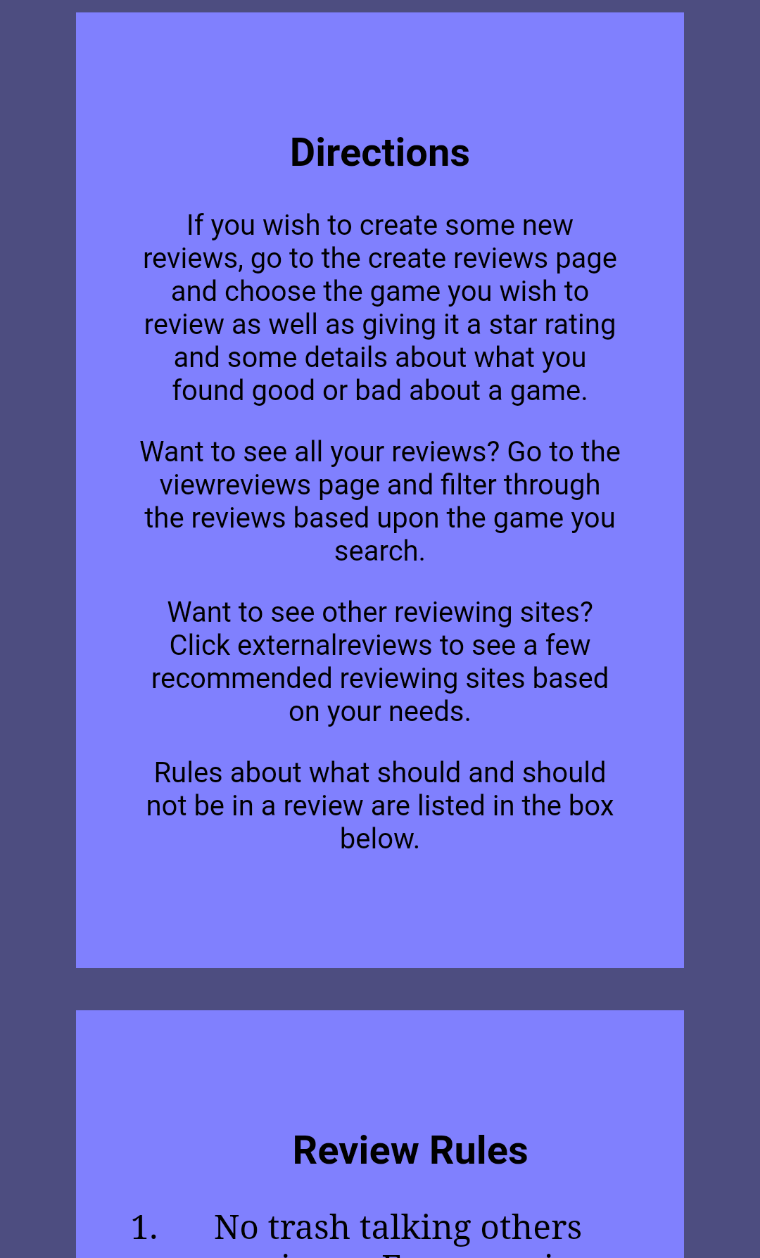 Directions
If you wish to create some new
reviews, go to the create reviews page
and choose the game you wish to
review as well as giving it a star rating
and some details about what you
found good or bad about a game.
Want to see all your reviews? Go to the
viewreviews page and filter through
the reviews based upon the game you
search.
Want to see other reviewing sites?
Click externalreviews to see a few
recommended reviewing sites based
on your needs.
Rules about what should and should
not be in a review are listed in the box
below.
Review Rules
1. No trash talking others